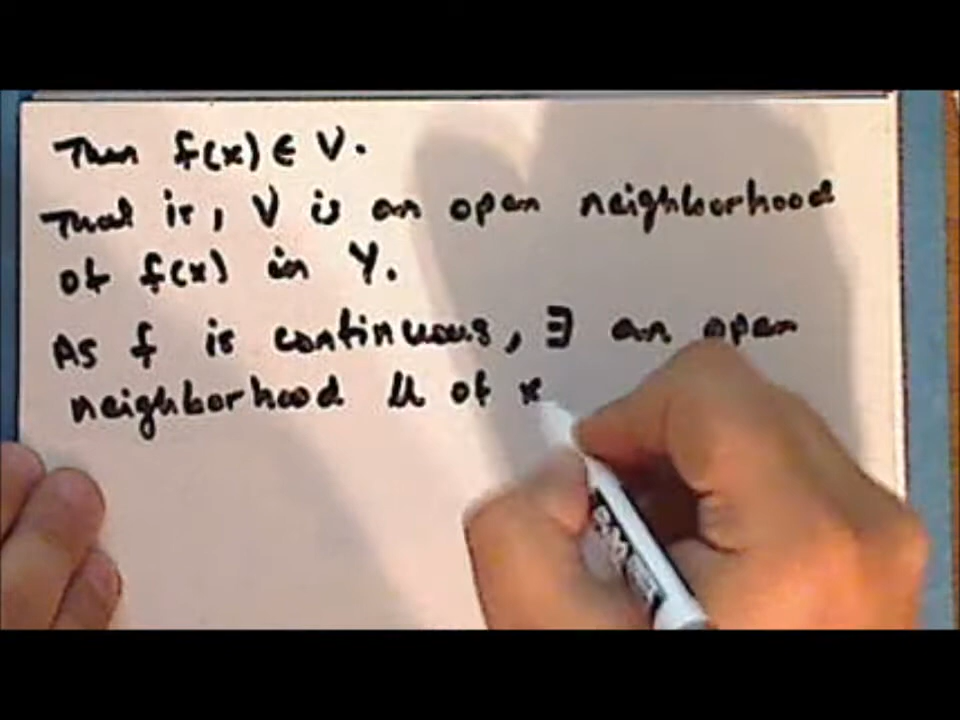 Then f(x) ∈ V.
That is, V is an open neighborhood
of f(x) in Y.
As f is continuous, ∃ an open
neighborhood U of x